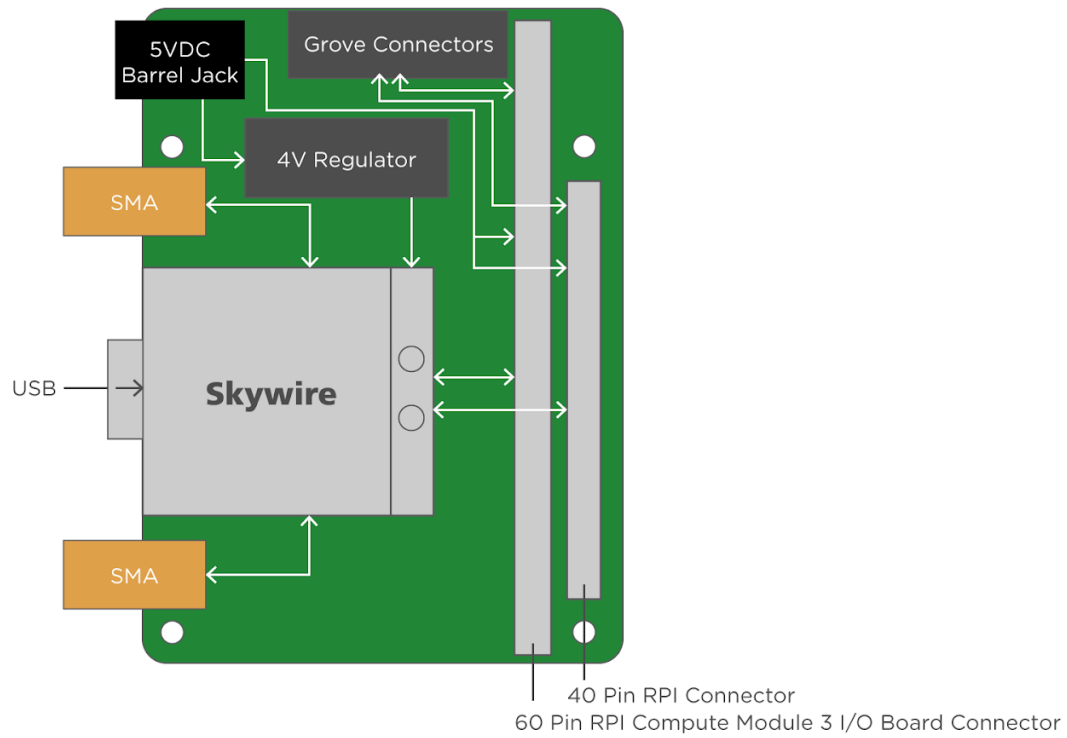 5VDC
Barrel Jack
Grove Connectors
4V Regulator
SMA
USB
Skywire
SMA
40 Pin RPI Connector
60 Pin RPI Compute Module 3 I/O Board Connector